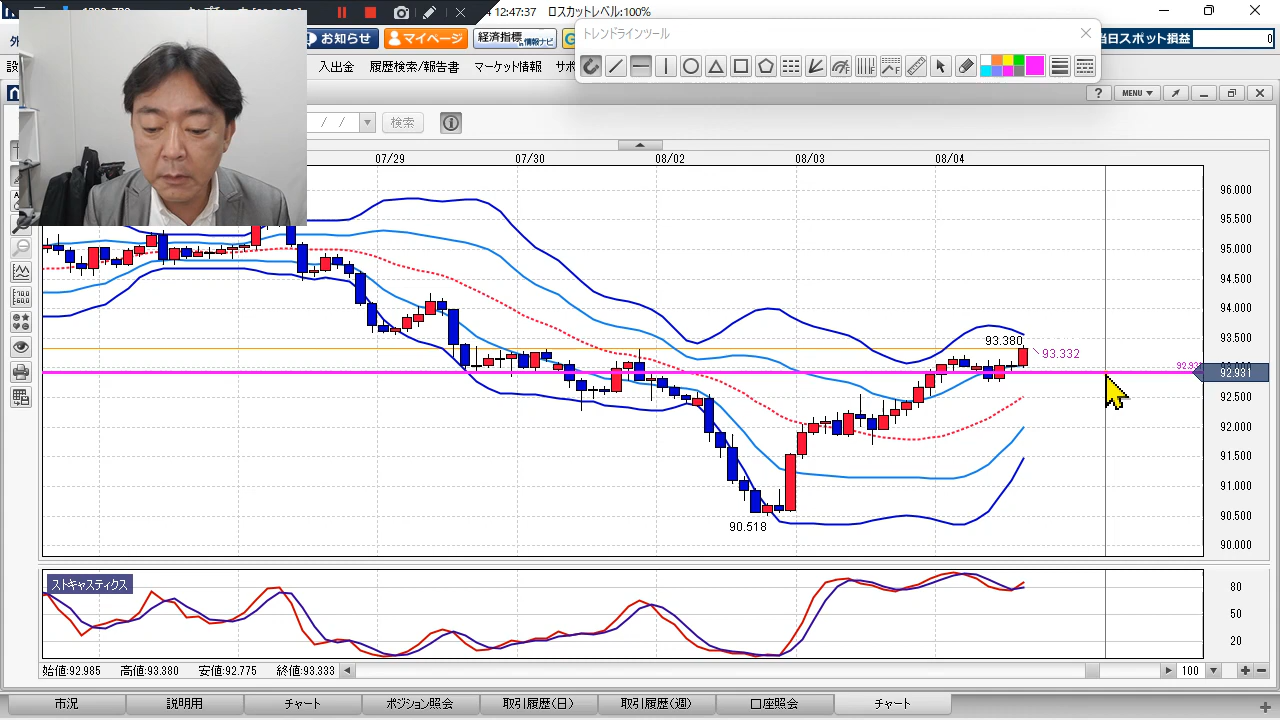 12:47:37 ロスカットレベル:100%
お知らせ
マイページ
経済指標
情報ナビ
当日スポット損益
0
トレンドラインツール
入出金
履歴検索/報告書
マーケット情報
?
MENU
/ /
検索
07/29
07/30
08/02
08/03
08/04
96.000
95.500
95.000
94.500
94.000
93.500
92.931
92.500
92.000
91.500
91.000
90.500
90.000
93.380
93.332
90.518
ストキャスティクス
80
50
20
始値:92.985 高値:93.380 安値:92.775 終値:93.333
100
市況
説明用
チャート
ポジション照会
取引履歴(日)
取引履歴(週)
口座照会
チャート